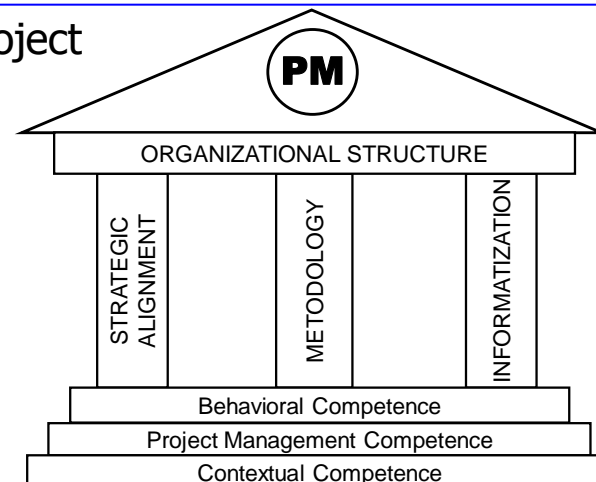 oject
PM
ORGANIZATIONAL STRUCTURE
STRATEGIC
ALIGNMENT
METODOLOGY
INFORMATIZATION
Behavioral Competence
Project Management Competence
Contextual Competence